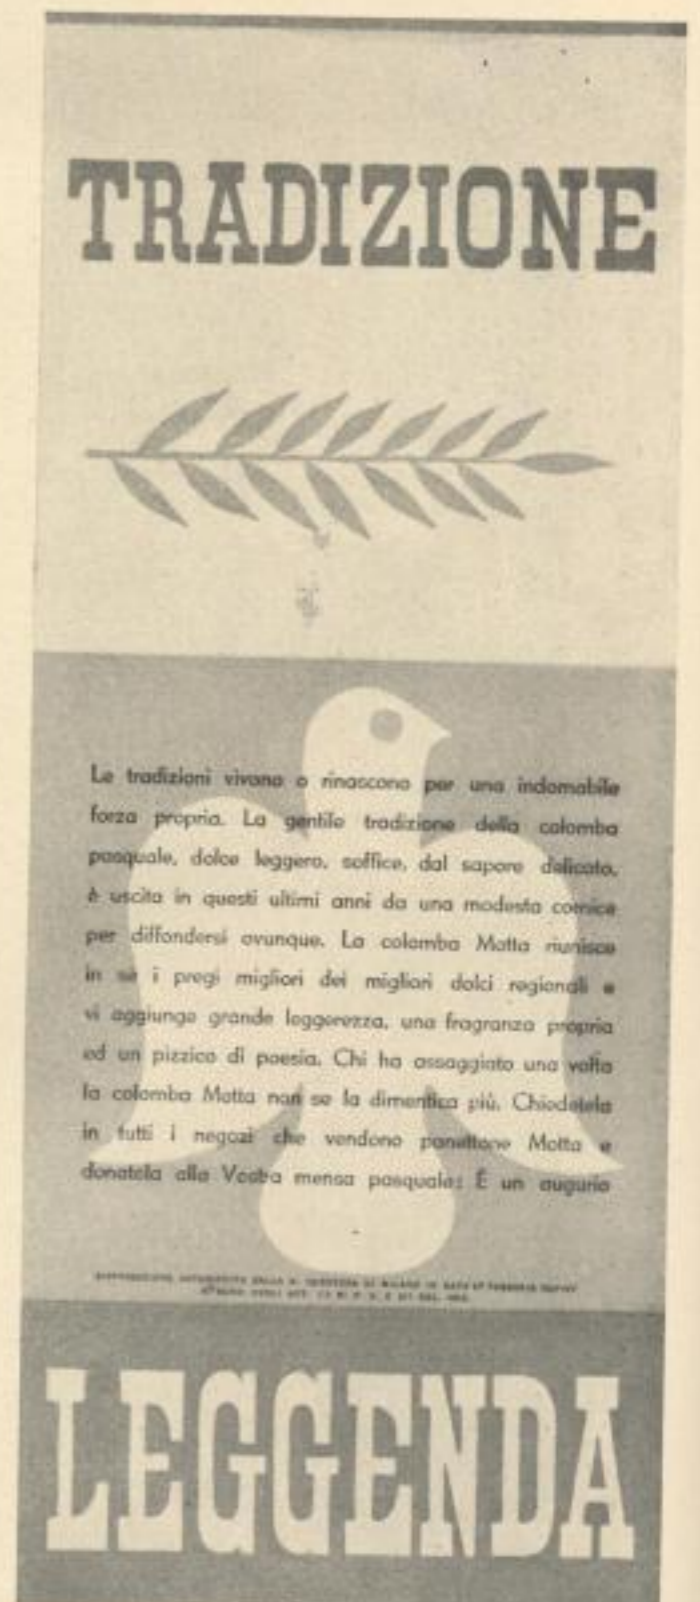 TRADIZIONE
Le tradizioni vivono o rinascono per una indomabile
forza propria. La gentile tradizione della colomba
pasquale, dolce leggero, soffice, dal sapore delicato,
è uscita in questi ultimi anni da una modesta cornice
per diffondersi ovunque. La colomba Motta riunisce
in sé i pregi migliori dei migliori dolci regionali e
vi aggiunge grande leggerezza, una fragranza propria
ed un pizzico di poesia. Chi ha assaggiato una volta
la colomba Motta non se la dimentica più. Chiedetela
in tutti i negozi che vendono panettone Motta e
donatela alla Vostra mensa pasquale: È un augurio
LEGGENDA